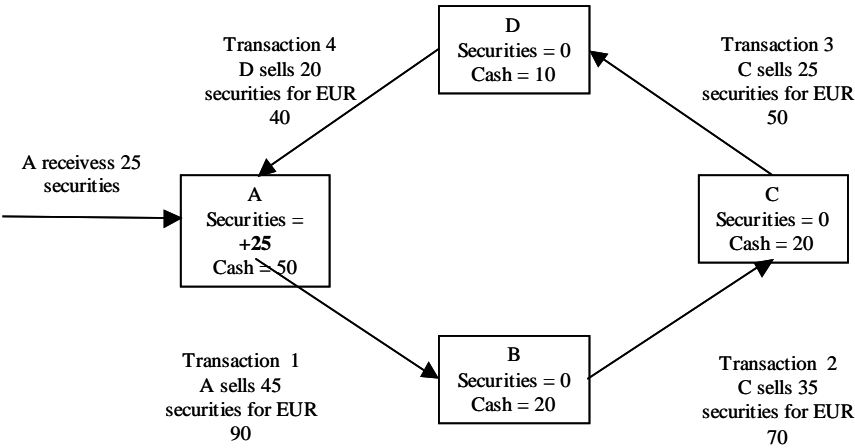 D
Securities = 0
Cash = 10
Transaction 4
D sells 20
securities for EUR
40
Transaction 3
C sells 25
securities for EUR
50
A receivess 25
securities
A
Securities =
+25
Cash = 50
C
Securities = 0
Cash = 20
B
Securities = 0
Cash = 20
Transaction 1
A sells 45
securities for EUR
90
Transaction 2
C sells 35
securities for EUR
70